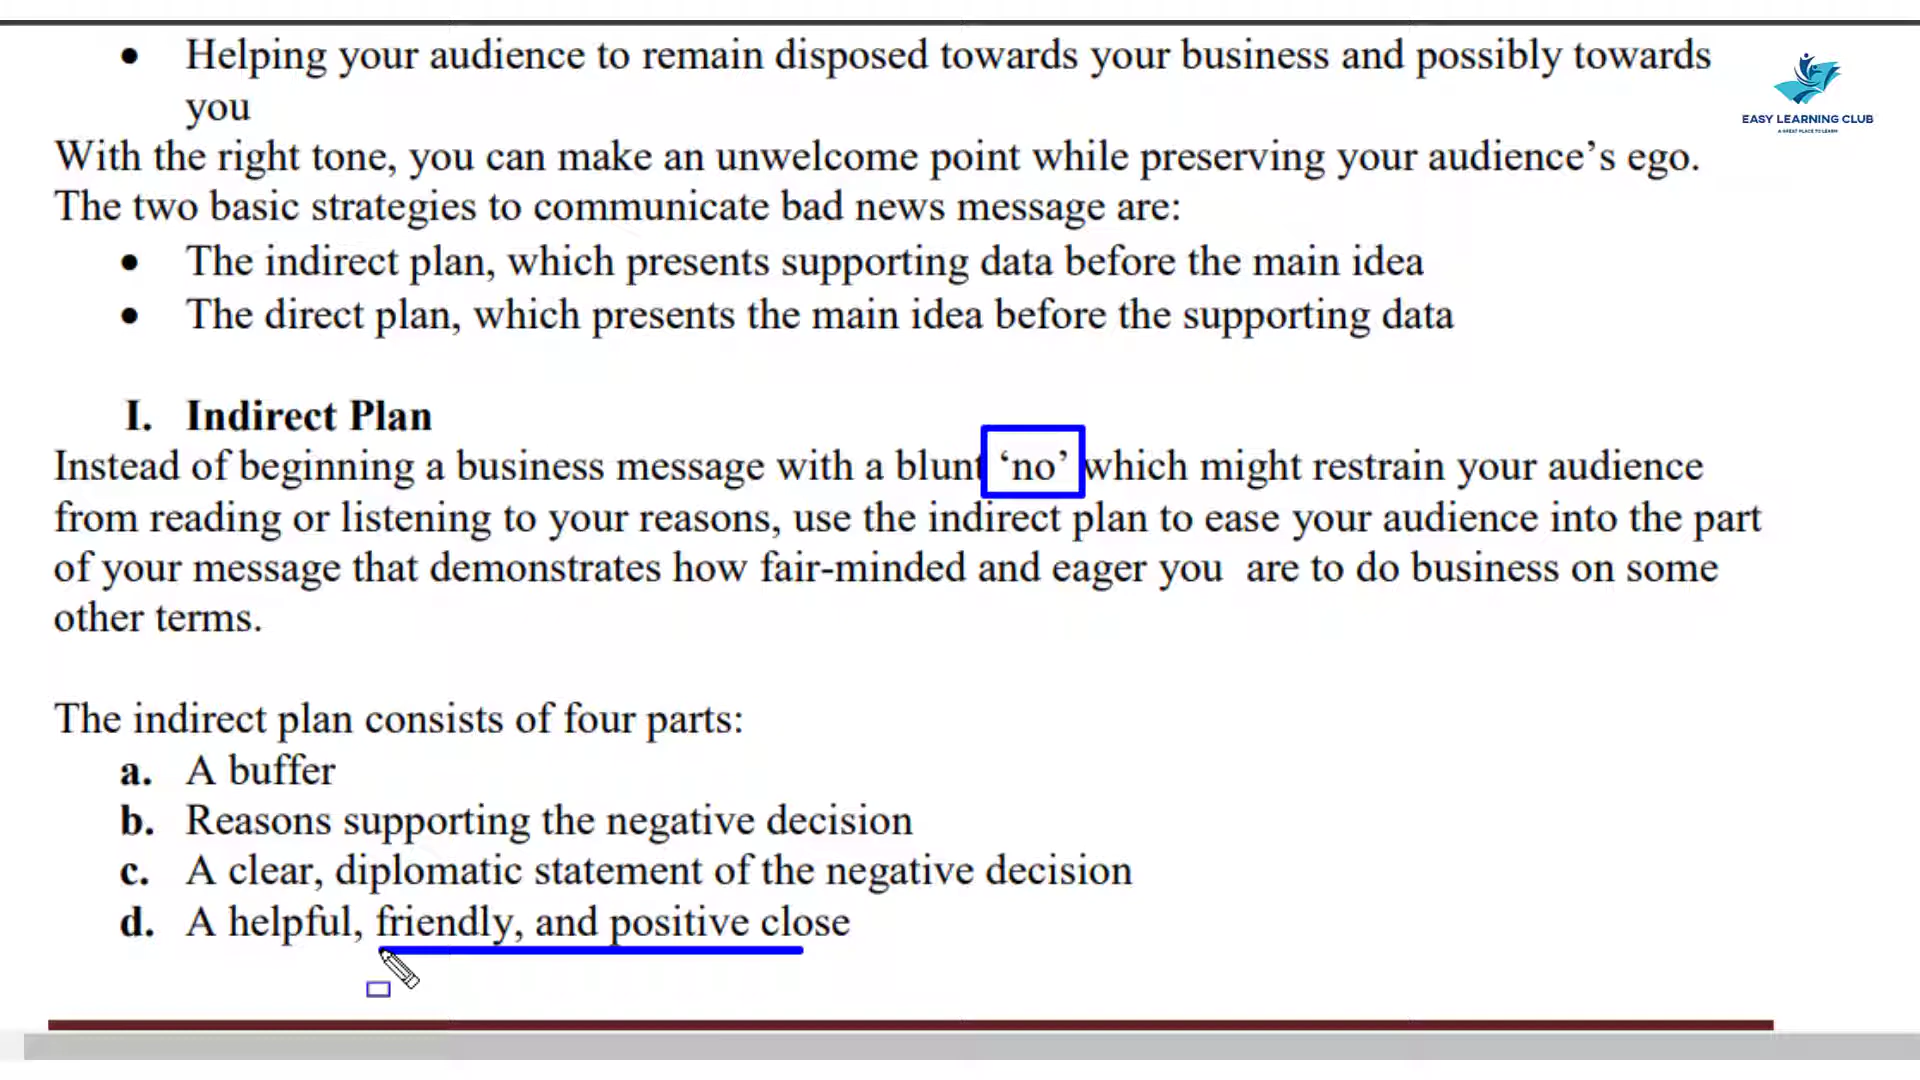 • Helping your audience to remain disposed towards your business and possibly towards
you
EASY LEARNING CLUB
A GREAT PLACE TO LEARN
With the right tone, you can make an unwelcome point while preserving your audience’s ego.
The two basic strategies to communicate bad news message are:
• The indirect plan, which presents supporting data before the main idea
• The direct plan, which presents the main idea before the supporting data
I. Indirect Plan
Instead of beginning a business message with a blunt ‘no’ which might restrain your audience
from reading or listening to your reasons, use the indirect plan to ease your audience into the part
of your message that demonstrates how fair-minded and eager you are to do business on some
other terms.
The indirect plan consists of four parts:
a. A buffer
b. Reasons supporting the negative decision
c. A clear, diplomatic statement of the negative decision
d. A helpful, friendly, and positive close